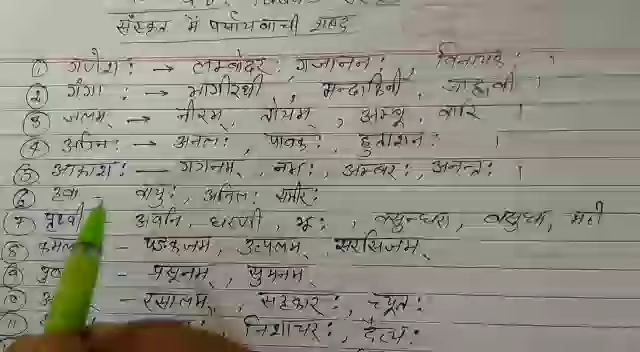 संस्कृत में पर्यायवाची शब्द
① गणेशः → लम्बोदरः, गजाननः विनायकः ।
② गंगा : → भागीरथी, मन्दाकिनी, जाह्नवी ।
③ जलम् → नीरम्, तोयम्, अम्बू, वारि ।
④ अग्निः → अनलः, पावकः, हुताशनः ।
⑤ आकाशः — गगनम्, नभः, अम्बरः, अनन्तः ।
⑥ हवा - वायुः, अनिलः समीरः
7 पृथ्वी - अवनि, धरणी, भूः, वसुन्धरा, वसुधा, मही
⑧ कमल - पङ्कजम्, उत्पलम्, सरसिजम्
⑨ - प्रसूनम्, सुमनम्
⑩ - रसालम्, सहकारः, च्यूतः
⑪ निशाचरः, दैत्यः